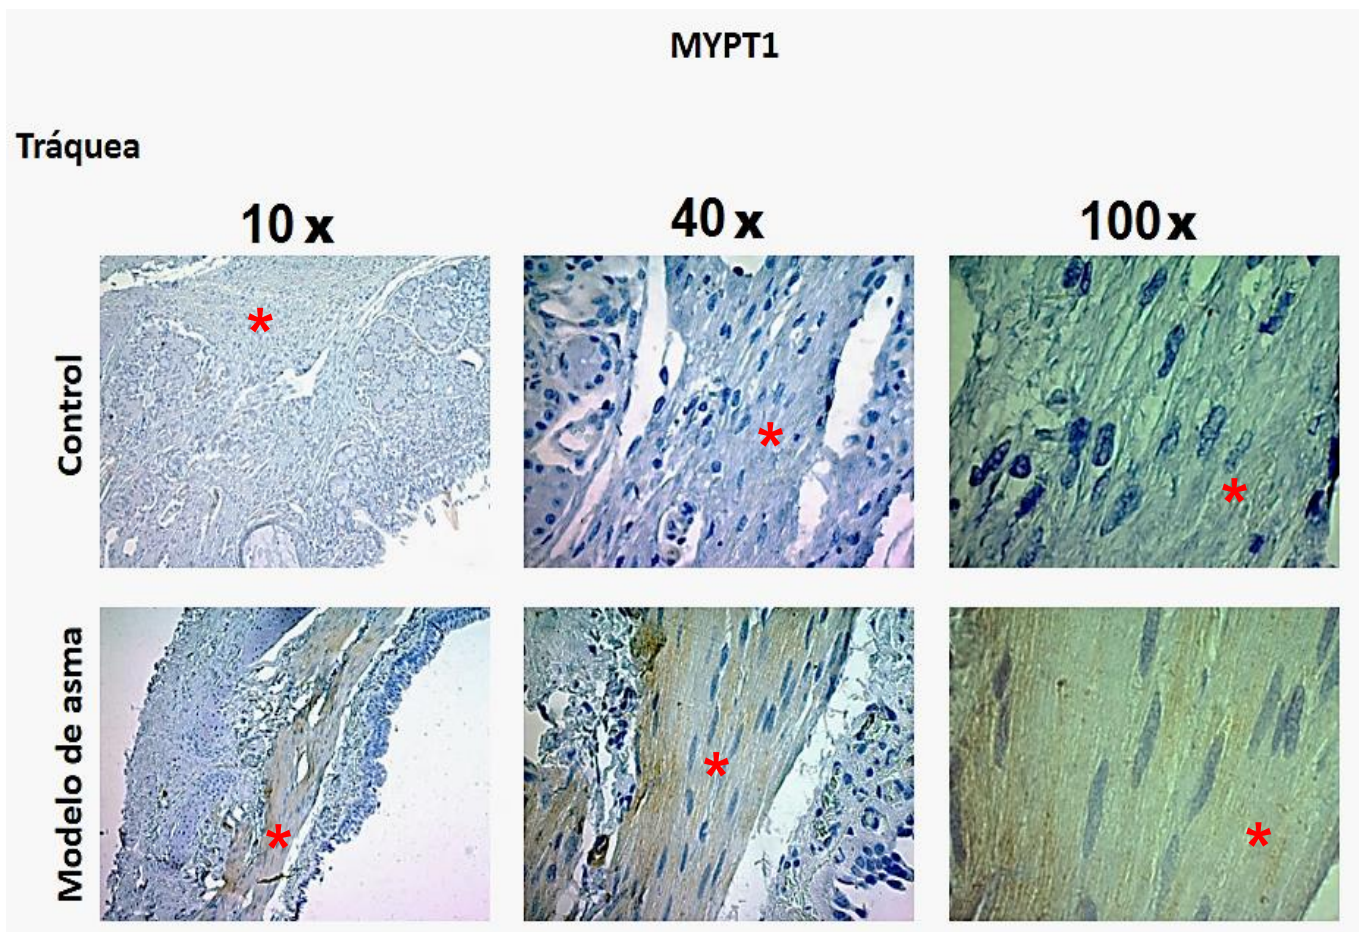 MYPT1
Tráquea
10 x
40 x
100 x
Control
Modelo de asma